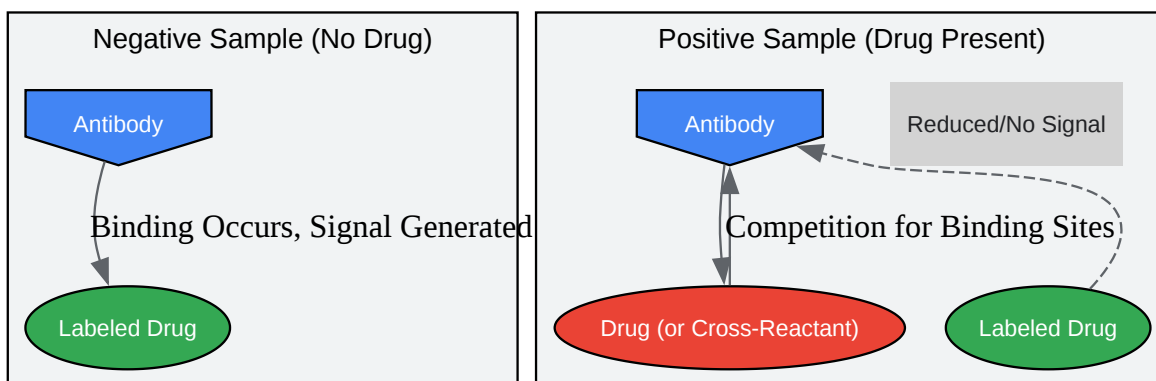 Negative Sample (No Drug)
Antibody
Binding Occurs, Signal Generated
Labeled Drug
Positive Sample (Drug Present)
Antibody
Reduced/No Signal
Competition for Binding Sites
Drug (or Cross-Reactant)
Labeled Drug